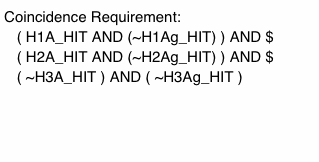 Coincidence Requirement:
( H1A_HIT AND (~H1Ag_HIT) ) AND $
( H2A_HIT AND (~H2Ag_HIT) ) AND $
( ~H3A_HIT ) AND ( ~H3Ag_HIT )